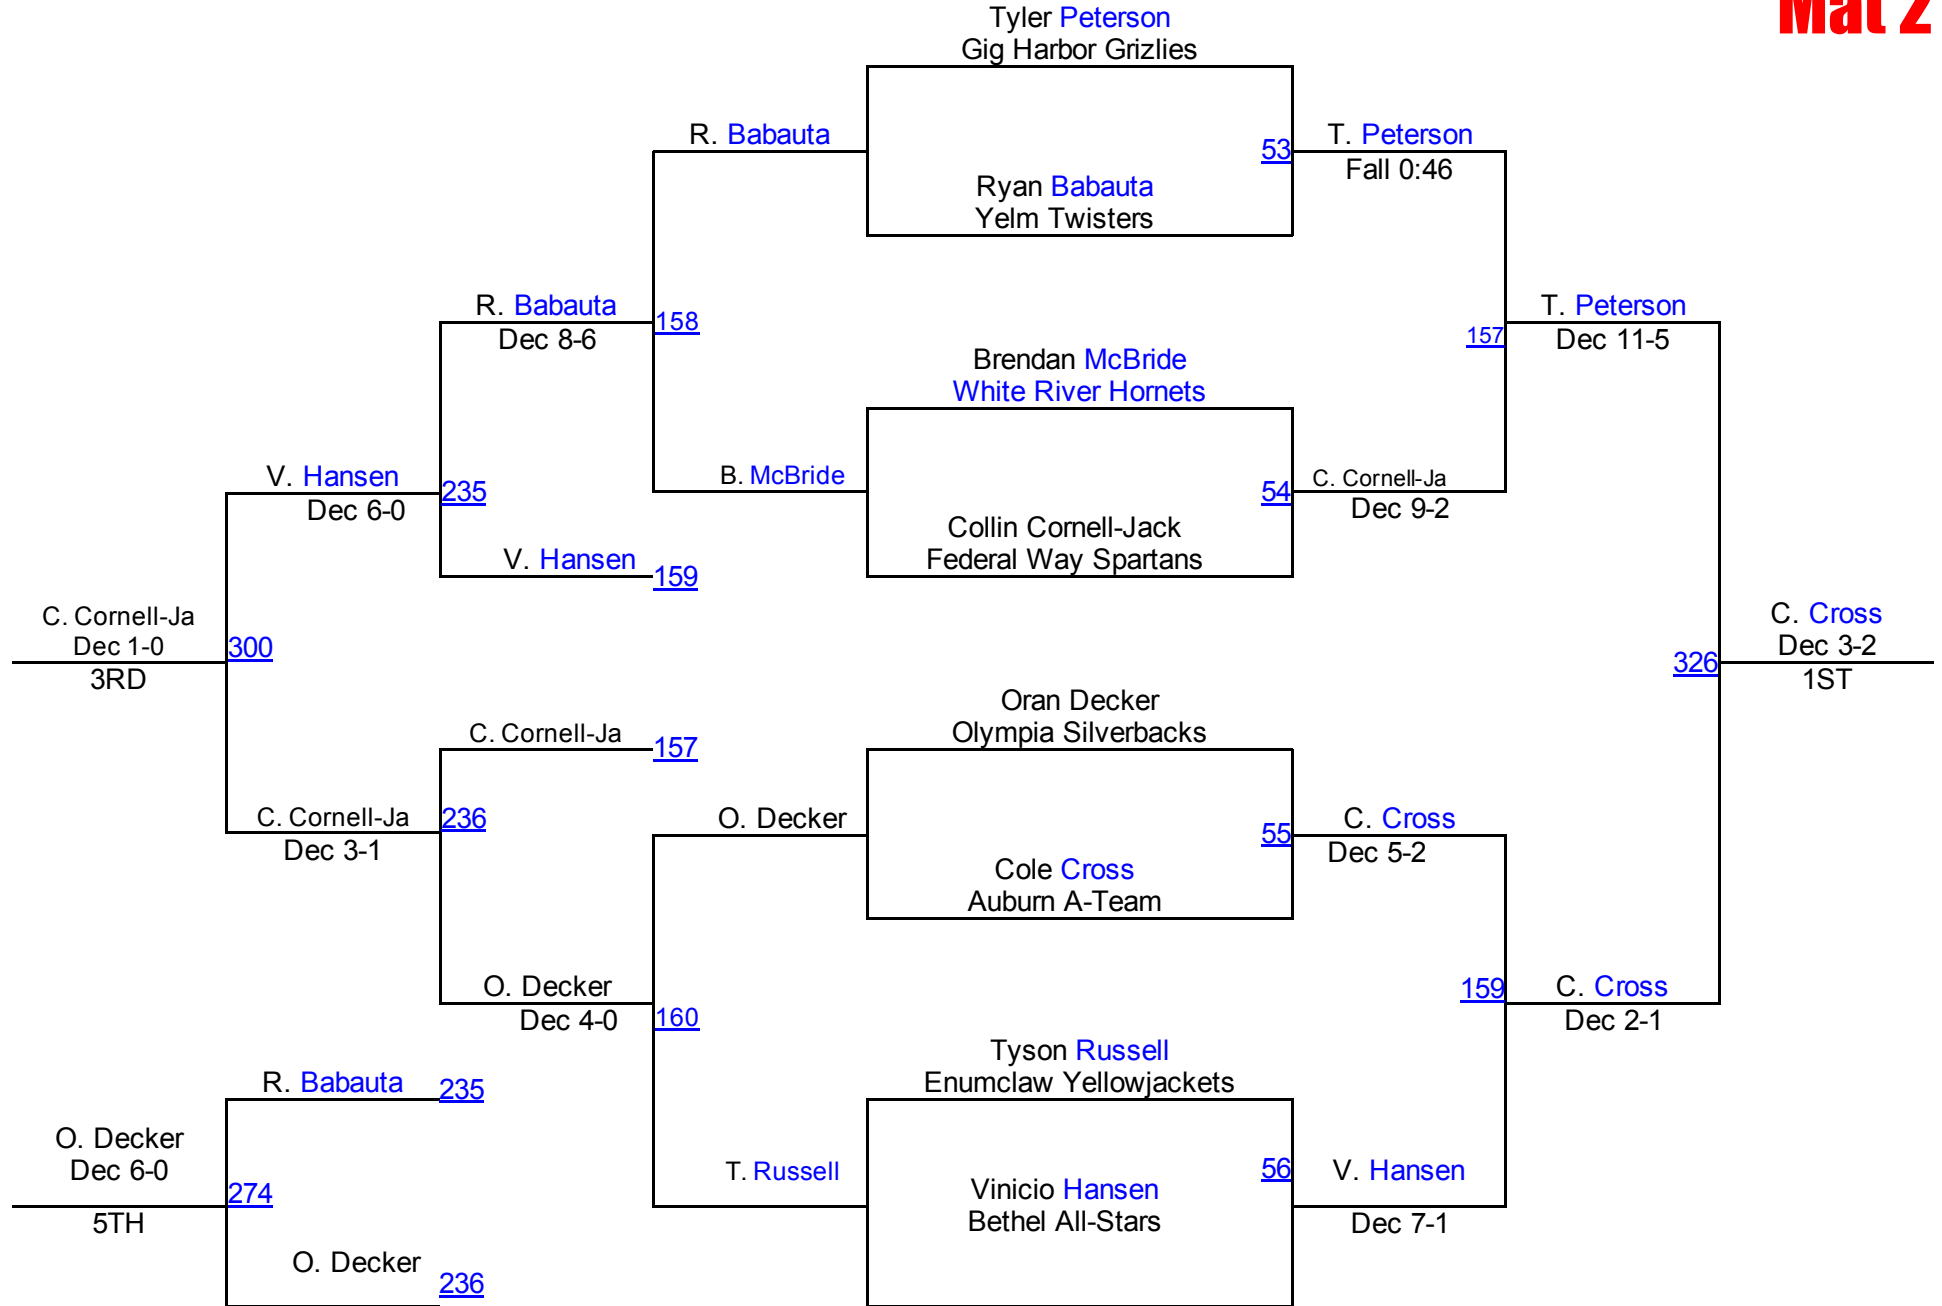 Mat 2
Tyler Peterson
Gig Harbor Grizlies
R. Babauta
53
T. Peterson
Fall 0:46
Ryan Babauta
Yelm Twisters
R. Babauta
Dec 8-6
158
T. Peterson
Dec 11-5
157
Brendan McBride
White River Hornets
V. Hansen
Dec 6-0
235
B. McBride
54
C. Cornell-Ja
Dec 9-2
Collin Cornell-Jack
Federal Way Spartans
V. Hansen
159
C. Cornell-Ja
Dec 1-0
3RD
300
C. Cross
Dec 3-2
1ST
326
Oran Decker
Olympia Silverbacks
C. Cornell-Ja
157
C. Cornell-Ja
Dec 3-1
236
O. Decker
55
C. Cross
Dec 5-2
Cole Cross
Auburn A-Team
O. Decker
Dec 4-0
160
159
C. Cross
Dec 2-1
Tyson Russell
Enumclaw Yellowjackets
R. Babauta
235
O. Decker
Dec 6-0
5TH
274
T. Russell
56
V. Hansen
Dec 7-1
Vinicio Hansen
Bethel All-Stars
O. Decker
236